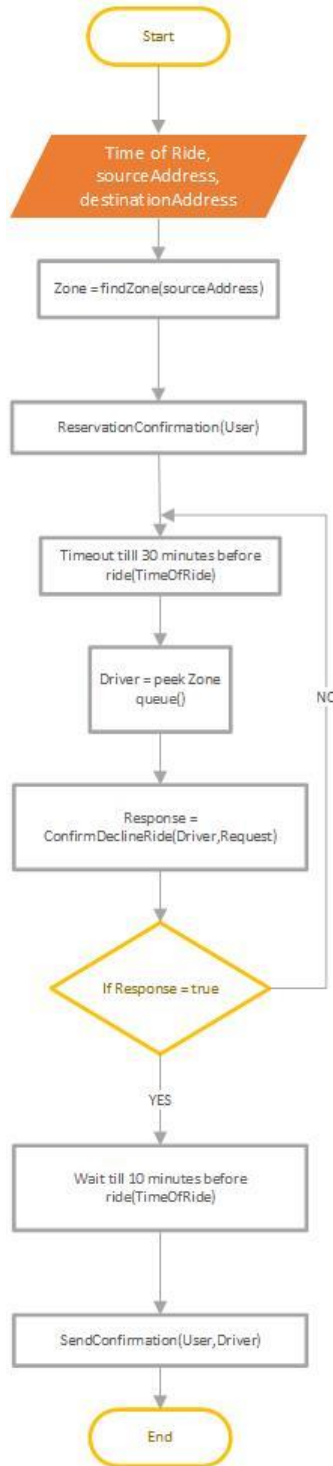 Start
Time of Ride,
sourceAddress,
destinationAddress
Zone = findZone(sourceAddress)
ReservationConfirmation(User)
Timeout till 30 minutes before
ride(TimeOfRide)
Driver = peek Zone
queue()
NO
Response =
ConfirmDeclineRide(Driver,Request)
If Response = true
YES
Wait till 10 minutes before
ride(TimeOfRide)
SendConfirmation(User,Driver)
End